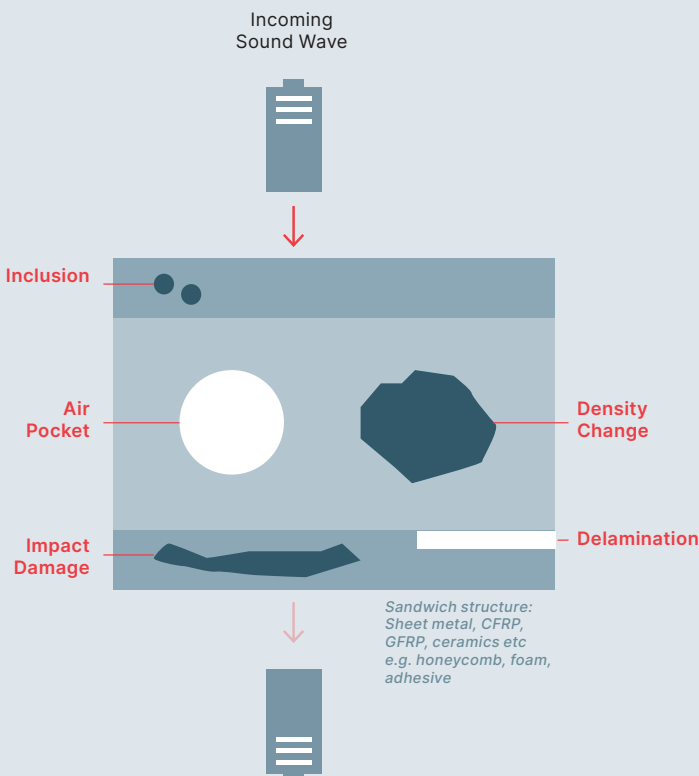 Incoming
Sound Wave
Inclusion
Air
Pocket
Density
Change
Impact
Damage
Delamination
Sandwich structure:
Sheet metal, CFRP,
GFRP, ceramics etc
e.g. honeycomb, foam,
adhesive